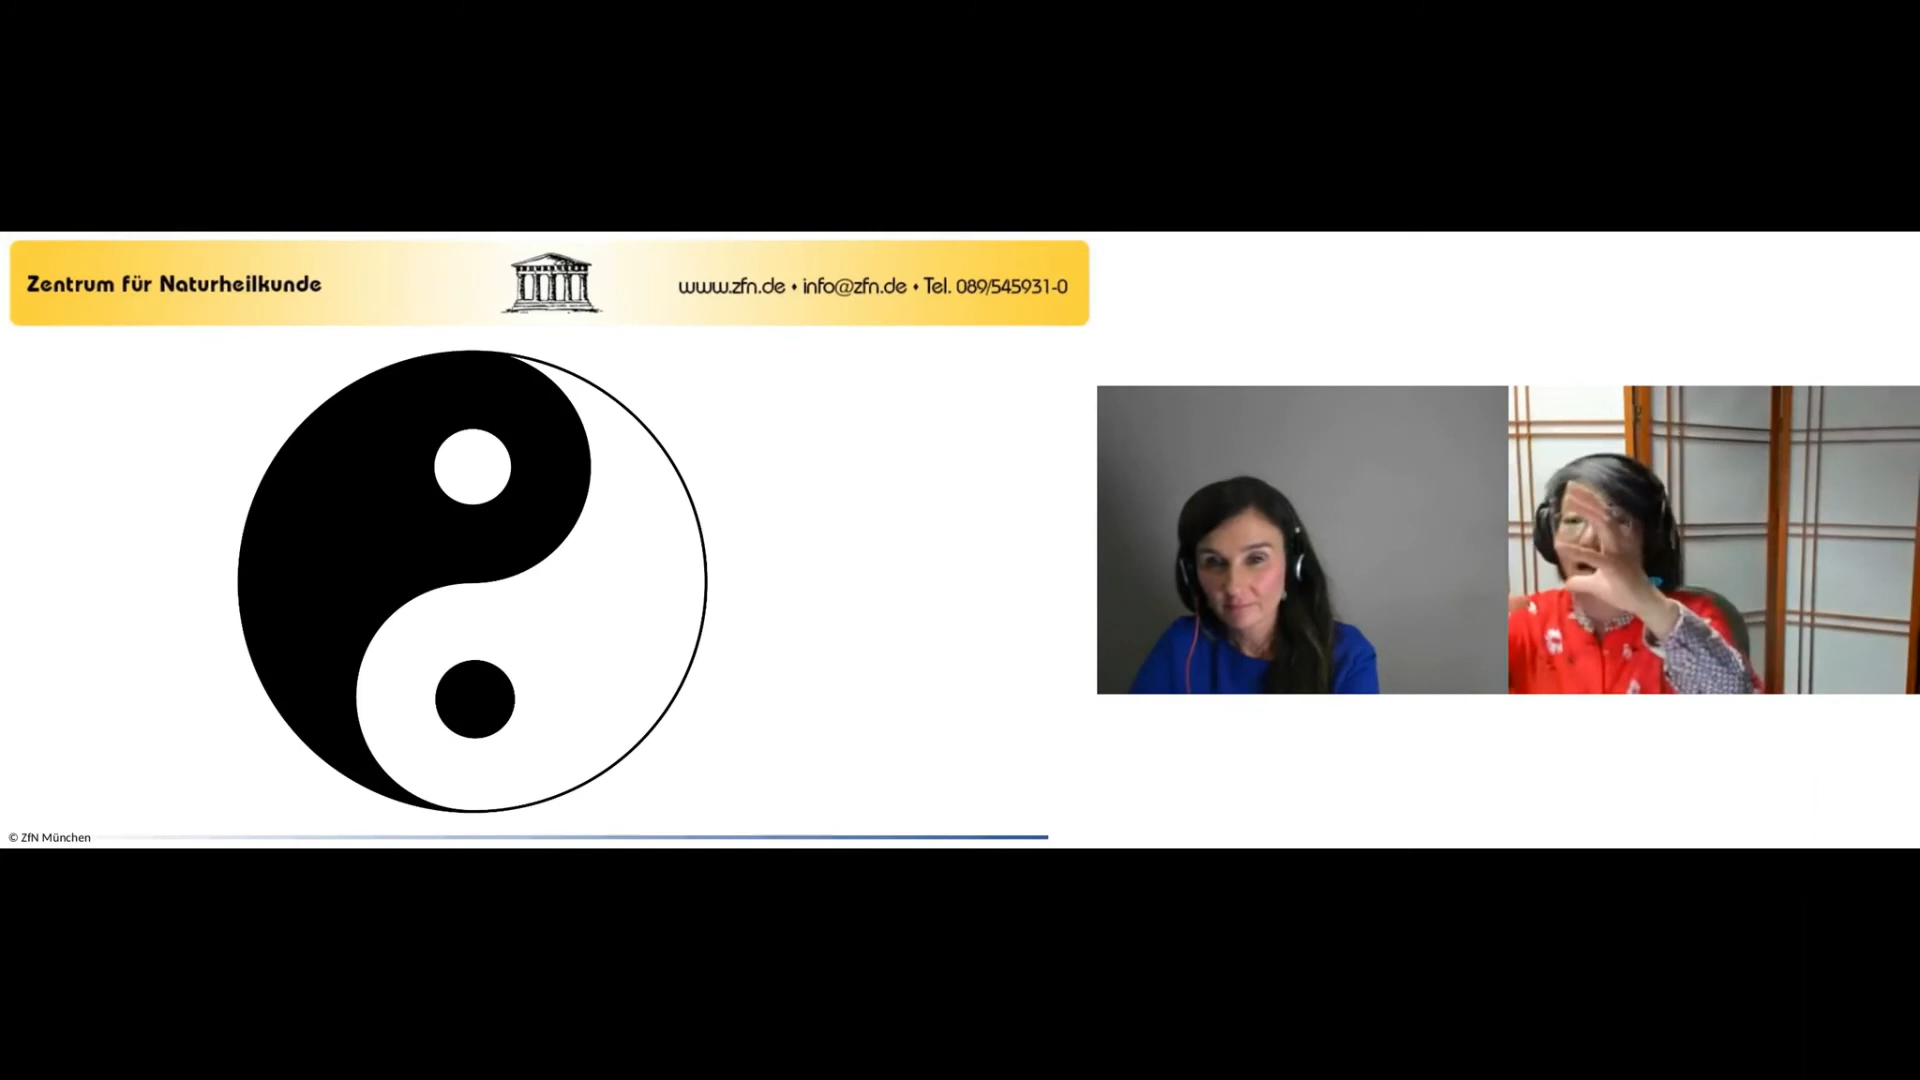 Zentrum für Naturheilkunde
www.zfn.de • info@zfn.de • Tel. 089/545931-0
© ZfN München